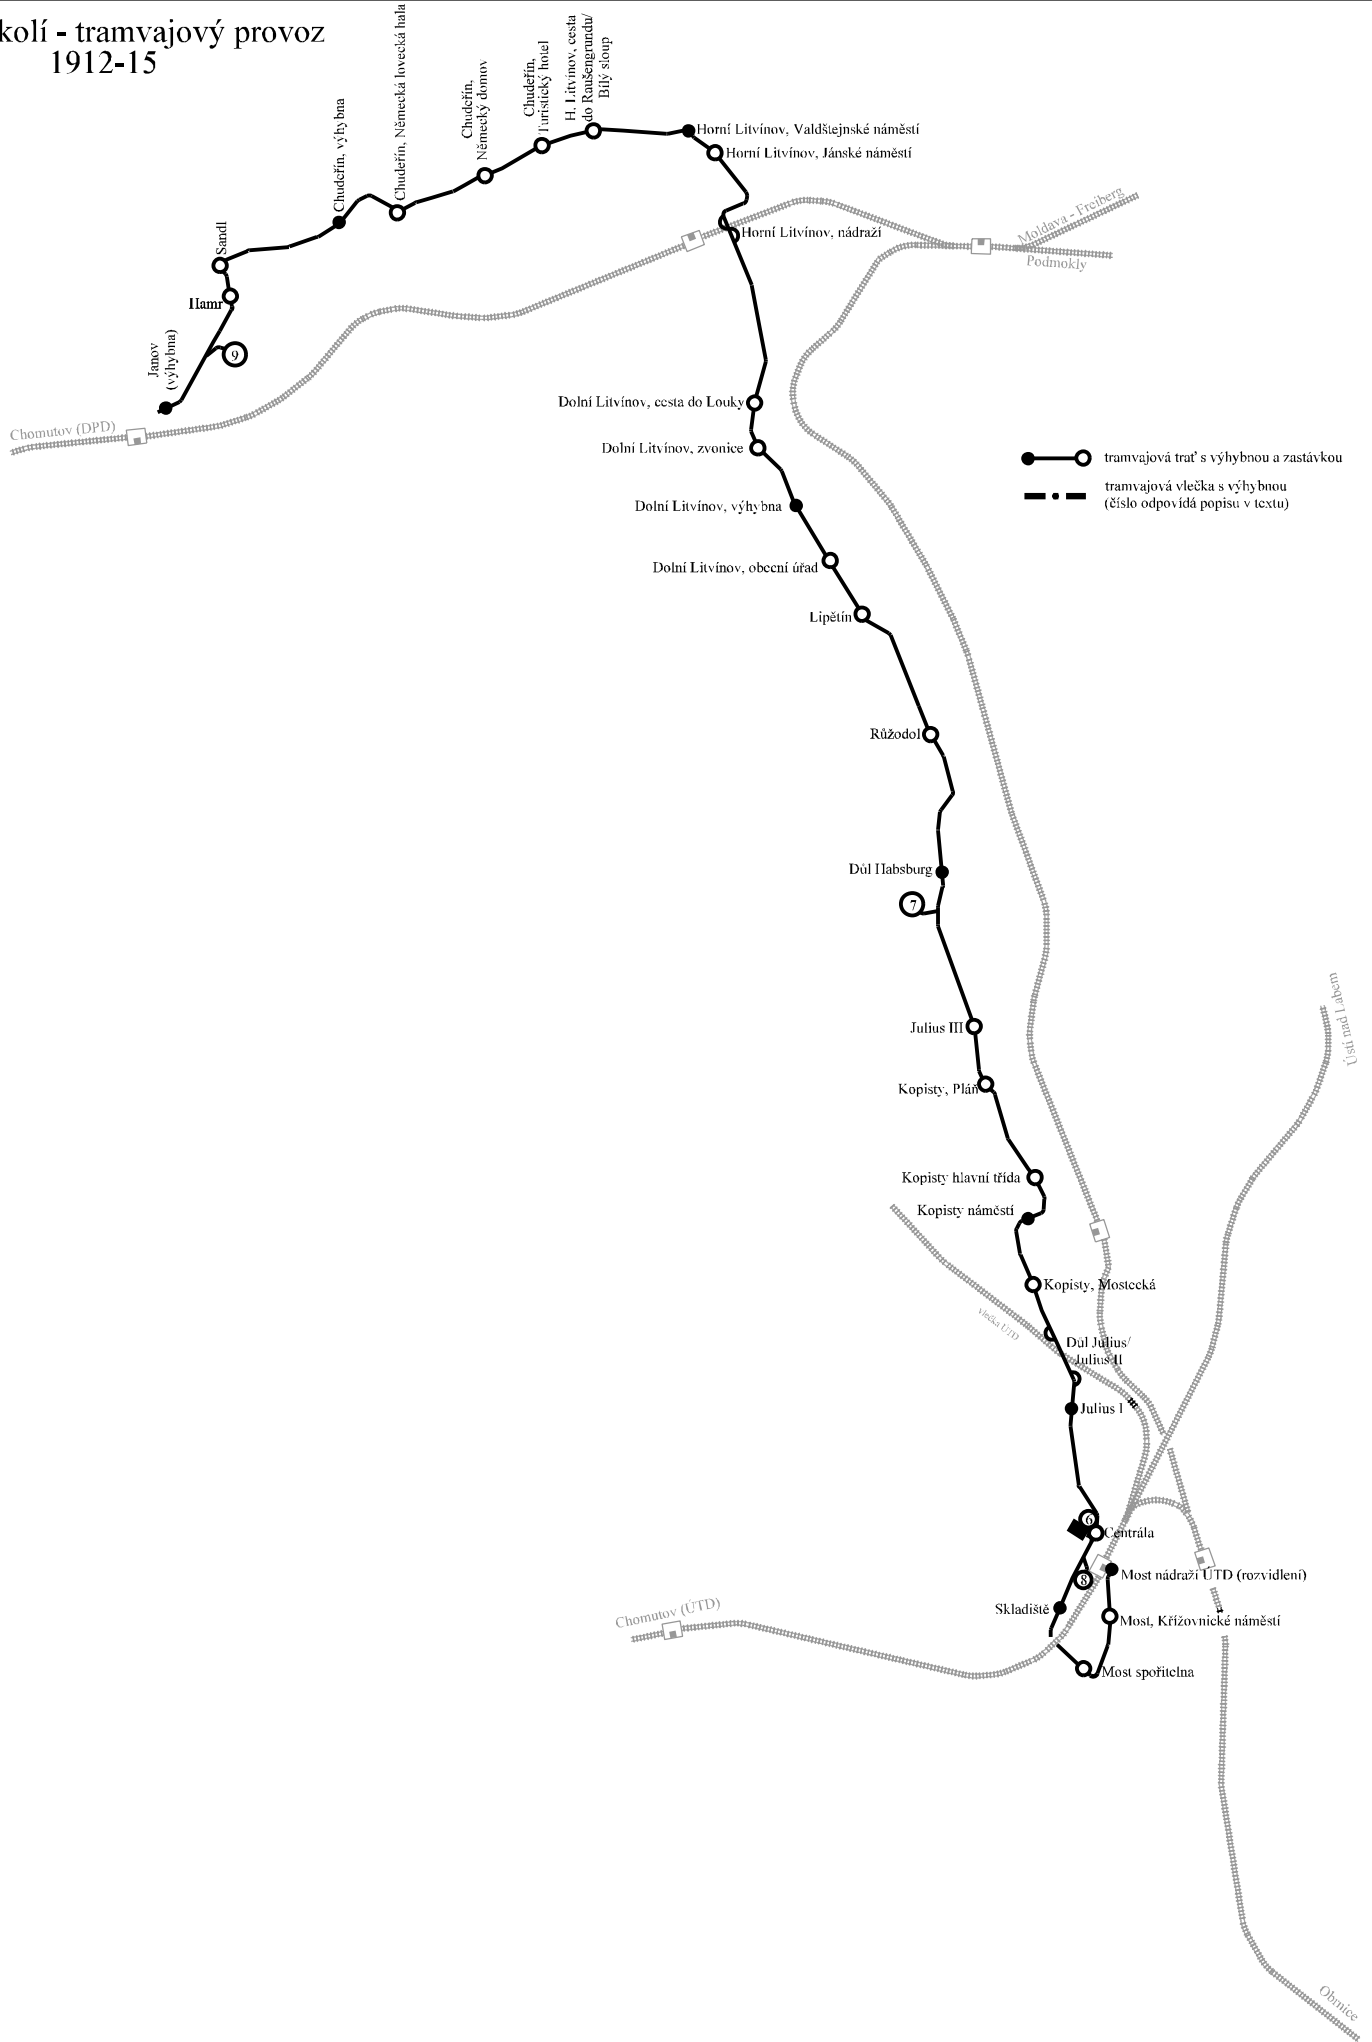 kolí - tramvajový provoz
1912-15
Janov
(výhybna)
Hamr
Sandl
Chudeřín, výhybna
Chudeřín, Německá lovecká hala
Chudeřín,
Německý domov
Chudeřín,
Turistický hotel
H. Litvínov, cesta
do Raušengrundu/
Bílý sloup
Horní Litvínov, Valdštejnské náměstí
Horní Litvínov, Jánské náměstí
Horní Litvínov, nádraží
Moldava - Freiberg
Podmokly
9
Chomutov (DPD)
Dolní Litvínov, cesta do Louky
Dolní Litvínov, zvonice
Dolní Litvínov, výhybna
Dolní Litvínov, obecní úřad
Lipětín
tramvajová trať s výhybnou a zastávkou
tramvajová vlečka s výhybnou
(číslo odpovídá popisu v textu)
Růžodol
Důl Habsburg
7
Julius III
Kopisty, Pláň
Ústí nad Labem
Kopisty hlavní třída
Kopisty náměstí
Kopisty, Mostecká
vlečka ÚTD
Důl Julius/
Julius II
Julius I
6
Centrála
8
Most nádraží ÚTD (rozvidlení)
Skladiště
Most, Křížovnické náměstí
Chomutov (ÚTD)
Most spořitelna
Obrnice